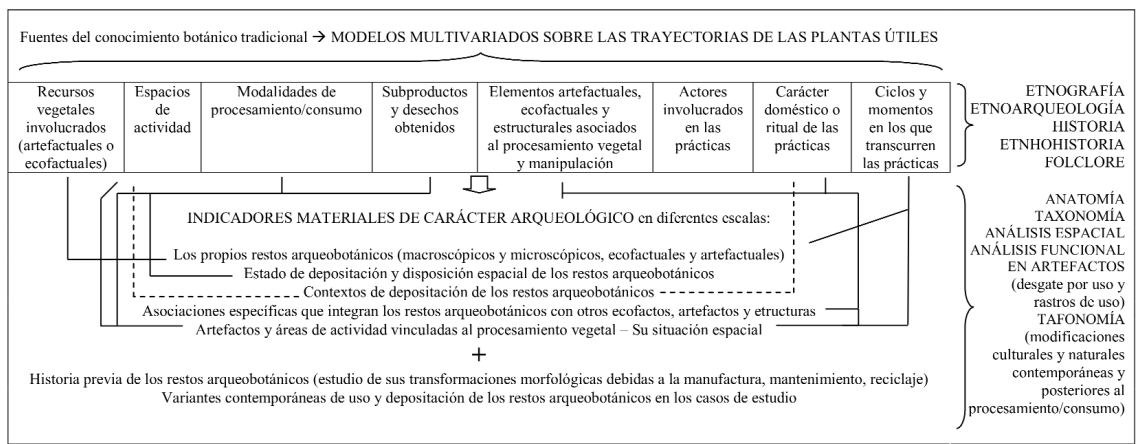 Fuentes del conocimiento botánico tradicional → MODELOS MULTIVARIADOS SOBRE LAS TRAYECTORIAS DE LAS PLANTAS ÚTILES
Recursos
vegetales
involucrados
(artefactuales o
ecofactuales)
Espacios
de
actividad
Modalidades de
procesamiento/consumo
Subproductos
y desechos
obtenidos
Elementos artefactuales,
ecofactuales y
estructurales asociados
al procesamiento vegetal
y manipulación
Actores
involucrados
en las
prácticas
Carácter
doméstico o
ritual de las
prácticas
Ciclos y
momentos
en los que
transcurren
las prácticas
ETNOGRAFÍA
ETNOARQUEOLOGÍA
HISTORIA
ETNHOHISTORIA
FOLCLORE
INDICADORES MATERIALES DE CARÁCTER ARQUEOLÓGICO en diferentes escalas:
Los propios restos arqueobotánicos (macroscópicos y microscópicos, ecofactuales y artefactuales)
Estado de depositación y disposición espacial de los restos arqueobotánicos
Contextos de depositación de los restos arqueobotánicos
Asociaciones específicas que integran los restos arqueobotánicos con otros ecofactos, artefactos y etructuras
Artefactos y áreas de actividad vinculadas al procesamiento vegetal – Su situación espacial
+
Historia previa de los restos arqueobotánicos (estudio de sus transformaciones morfológicas debidas a la manufactura, mantenimiento, reciclaje)
Variantes contemporáneas de uso y depositación de los restos arqueobotánicos en los casos de estudio
ANATOMÍA
TAXONOMÍA
ANÁLISIS ESPACIAL
ANÁLISIS FUNCIONAL
EN ARTEFACTOS
(desgate por uso y
rastros de uso)
TAFONOMÍA
(modificaciones
culturales y naturales
contemporáneas y
posteriores al
procesamiento/consumo)